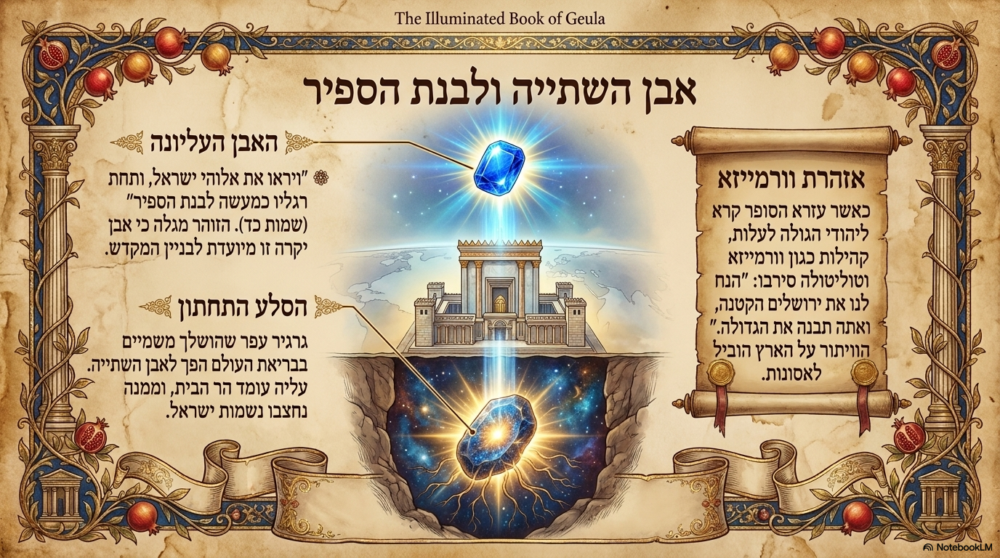 The Illuminated Book of Geula
אבן השתייה ולבנת הספיר
אזהרת וורמייזא
כאשר עזרא הסופר קרא
ליהודי הגולה לעלות,
קהילות כגון וורמייזא
וטוליטולה סירבו: "הנח
לנו את ירושלים הקטנה,
ואתה תבנה את הגדולה."
הוויתור על הארץ הוביל
לאסונות.
האבן העליונה
"ויראו את אלוהי ישראל, ותחת
רגליו כמעשה לבנת הספיר"
(שמות כד). הזוהר מגלה כי אבן
יקרה זו מיועדת לבניין המקדש.
הסלע התחתון
גרגיר עפר שהושלך משמיים
בבריאת העולם הפך לאבן השתייה.
עליה עומד הר הבית, וממנה
נחצבו נשמות ישראל.
NotebookLM